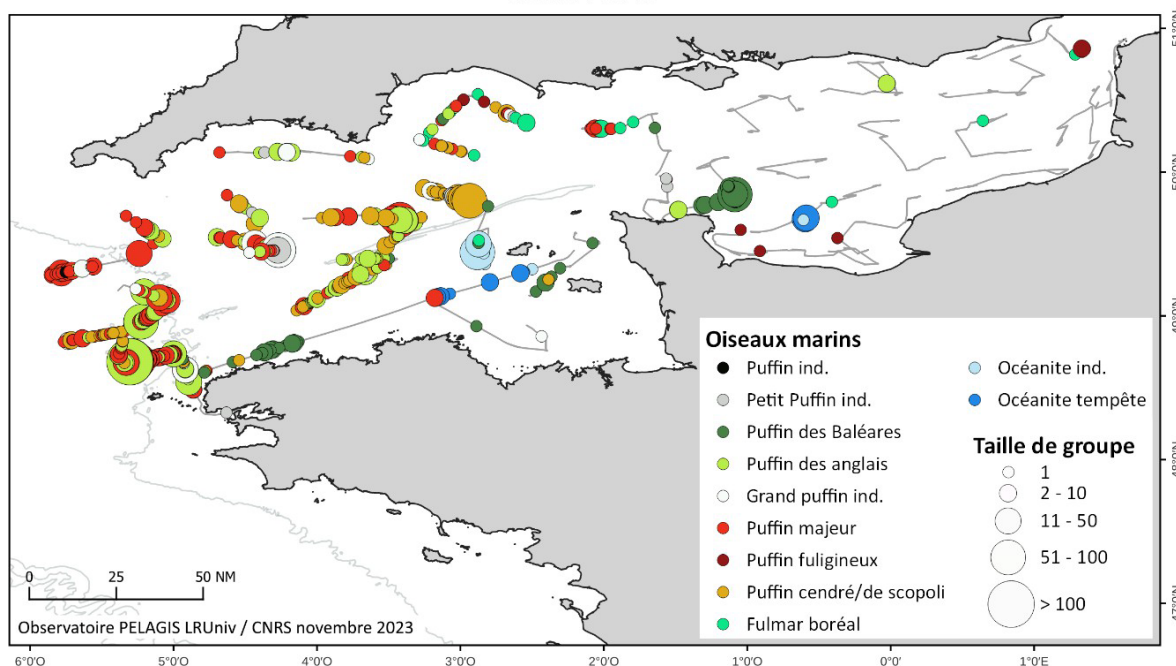 51°0'N
50°0'N
49°0'N
48°0'N
47°0'N
Oiseaux marins
Puffin ind.
Petit Puffin ind.
Puffin des Baléares
Puffin des anglais
Grand puffin ind.
Puffin majeur
Puffin fuligineux
Puffin cendré/de scopoli
Fulmar boréal
Océanite ind.
Océanite tempête
Taille de groupe
1
2 - 10
11 - 50
51 - 100
> 100
0 25 50 NM
Observatoire PELAGIS LRUniv / CNRS novembre 2023
6°0'O 5°0'O 4°0'O 3°0'O 2°0'O 1°0'O 0°0' 1°0'E